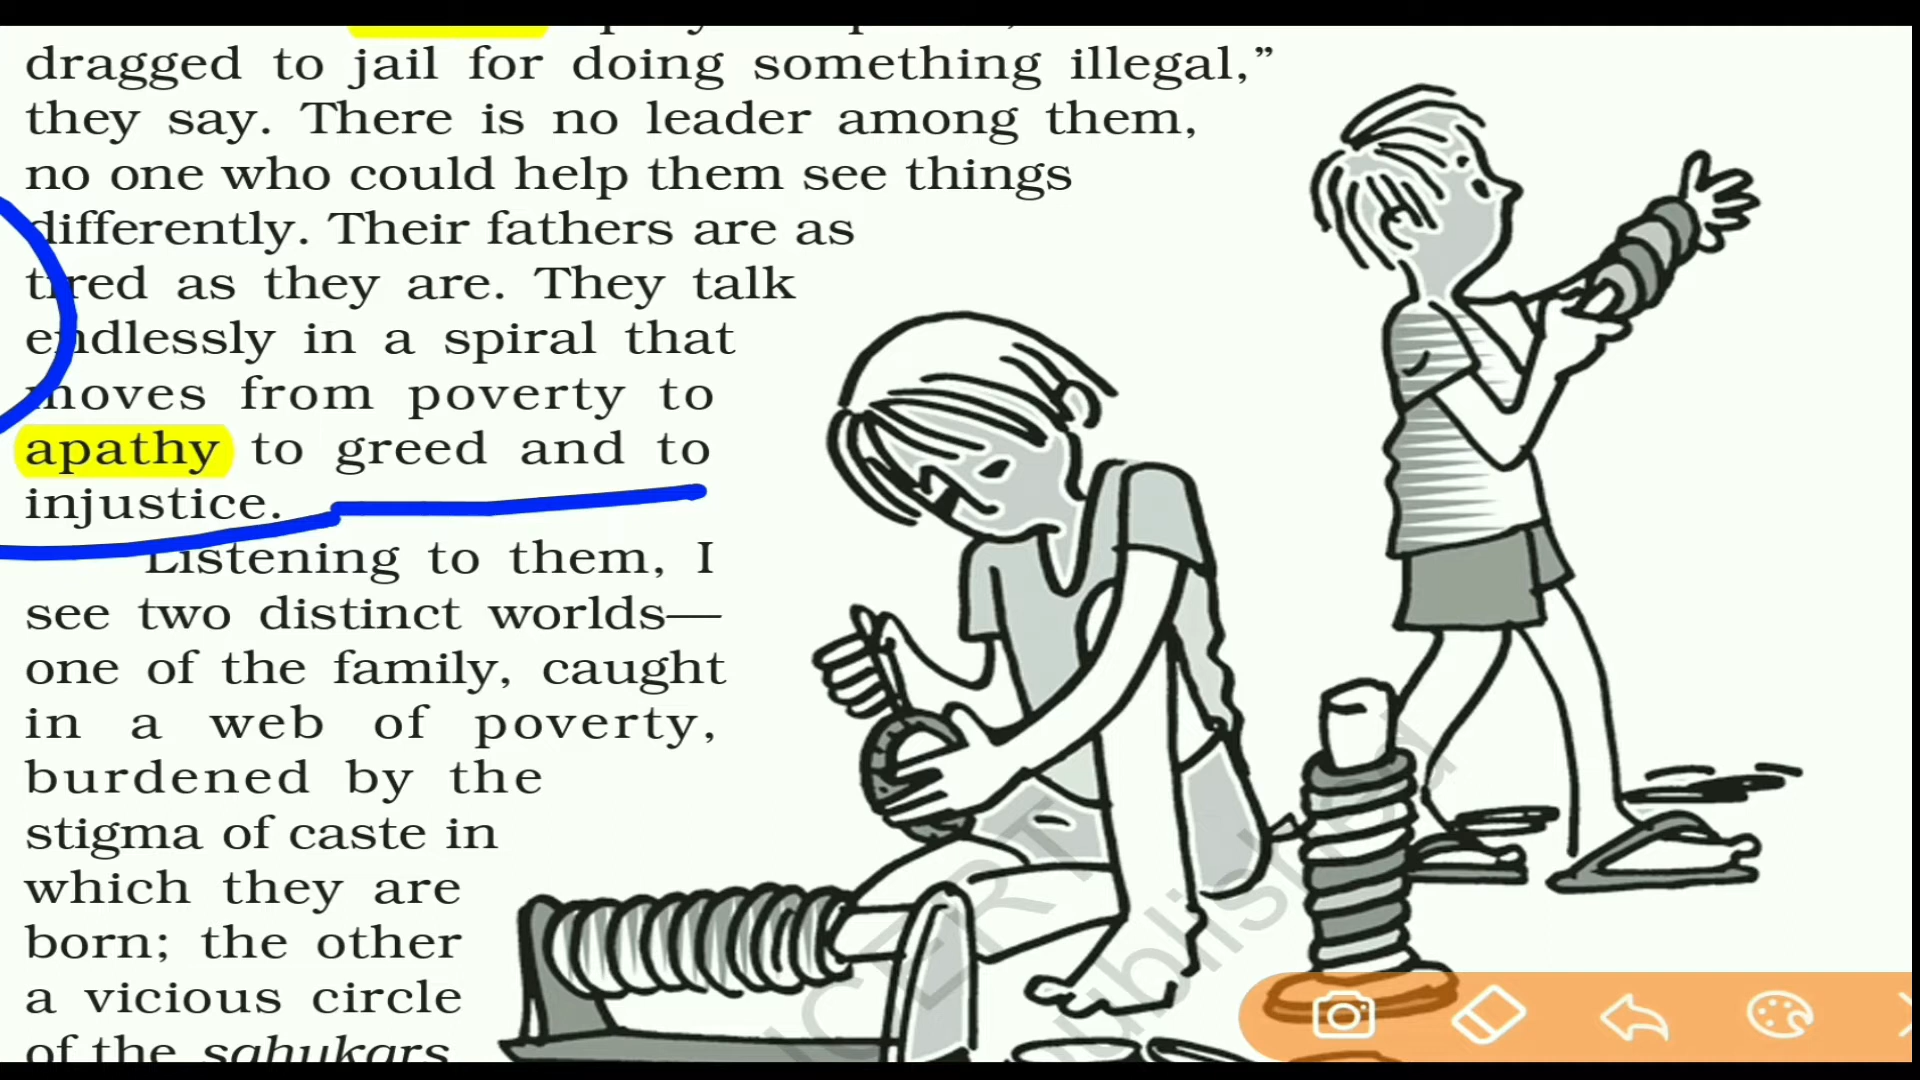 dragged to jail for doing something illegal,”
they say. There is no leader among them,
no one who could help them see things
differently. Their fathers are as
tired as they are. They talk
endlessly in a spiral that
moves from poverty to
apathy to greed and to
injustice.
Listening to them, I
see two distinct worlds—
one of the family, caught
in a web of poverty,
burdened by the
stigma of caste in
which they are
born; the other
a vicious circle
of the sahukars